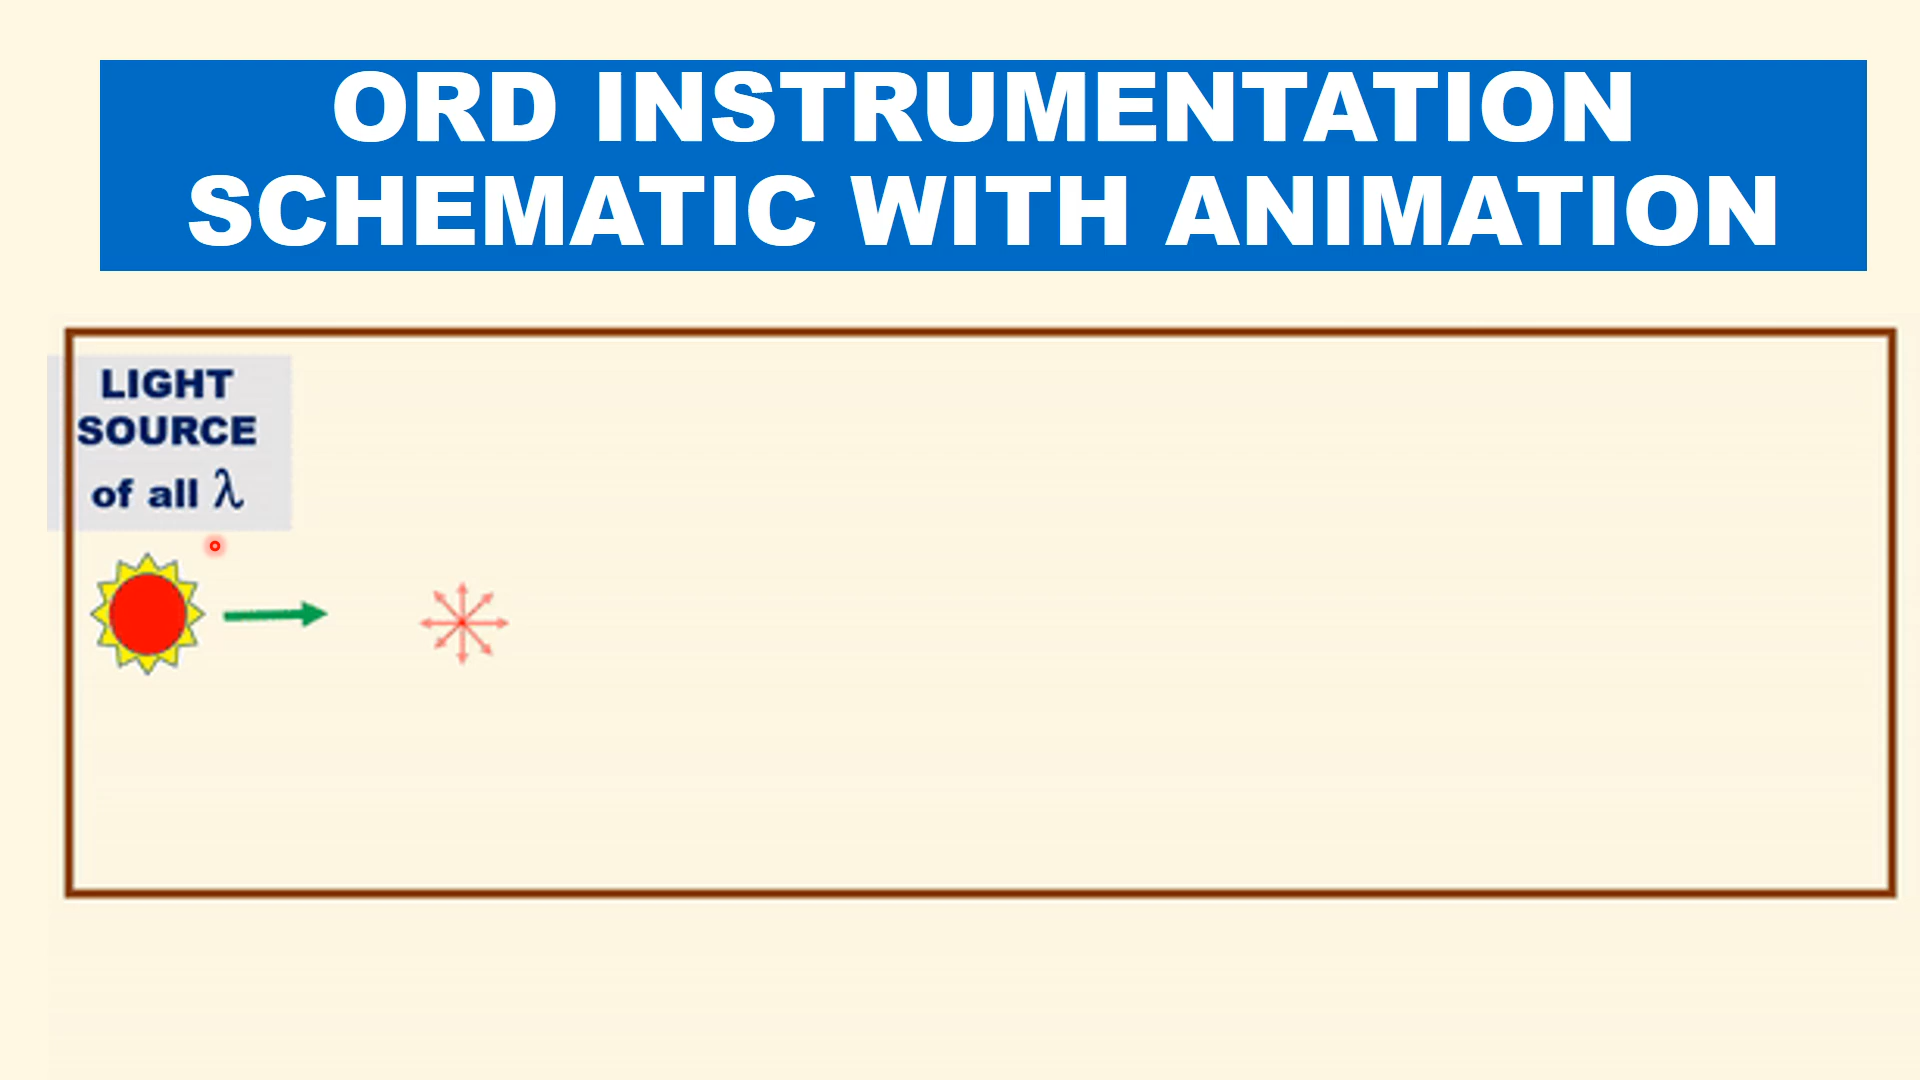 ORD INSTRUMENTATION
SCHEMATIC WITH ANIMATION
LIGHT
SOURCE
of all λ